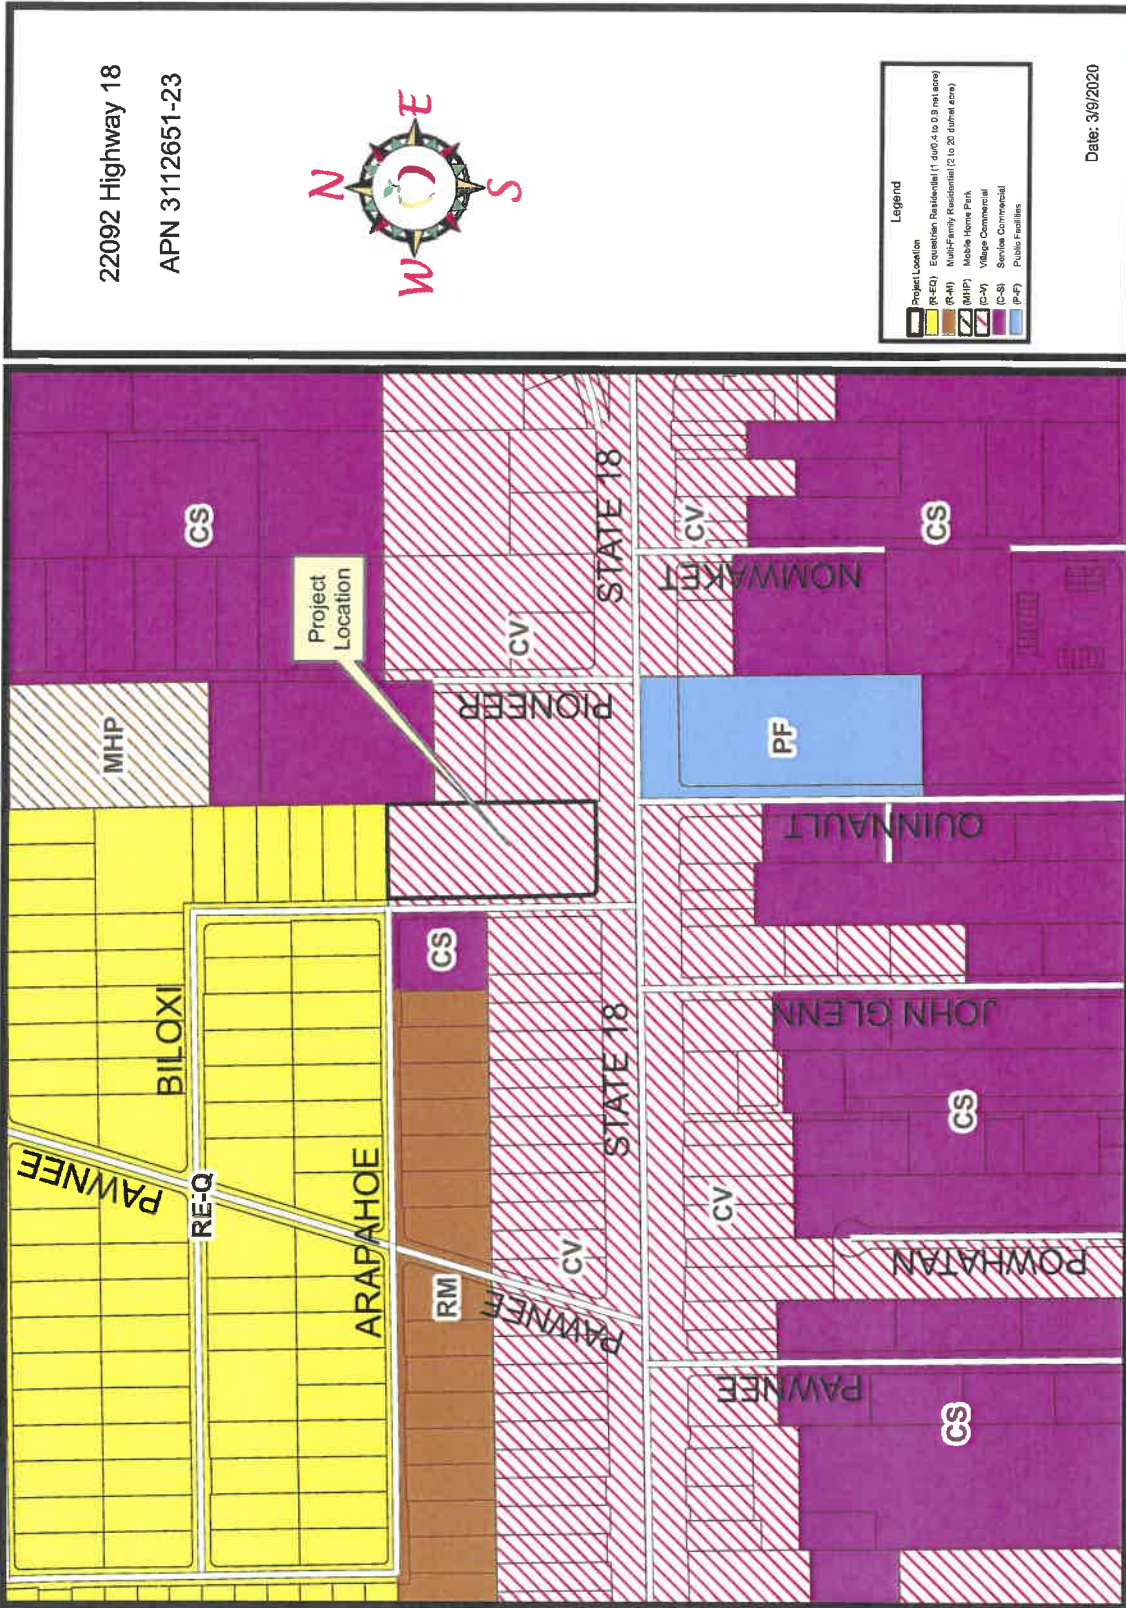 22092 Highway 18
APN 3112651-23
N
W
E
S
Legend
Project Location
(R-EQ) Equestrian Residential (1 du/0.4 to 0.9 net acre)
(R-M) Multi-Family Residential (2 to 20 du/net acre)
(MHP) Mobile Home Park
(C-V) Village Commercial
(C-S) Service Commercial
(P-F) Public Facilities
Date: 3/9/2020
MHP
CS
PAWNEE
BILOXI
RE-Q
Project
Location
ARAPAHOE
RM
CS
PIONEER
CV
PAWNEE
CV
STATE 18
STATE 18
PAWNEE
CV
POWHATAN
CS
CS
JOHN GLENN
QUINNAULT
PF
NOMWAKET
CV
CS